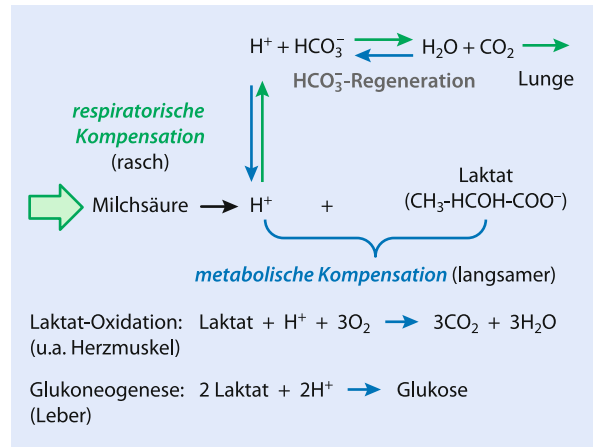 H⁺ + HCO₃⁻ H₂O + CO₂
HCO₃⁻-Regeneration Lunge
respiratorische
Kompensation
(rasch)
Laktat
Milchsäure H⁺ + (CH₃-HCOH-COO⁻)
metabolische Kompensation (langsamer)
Laktat-Oxidation: Laktat + H⁺ + 3O₂ → 3CO₂ + 3H₂O
(u.a. Herzmuskel)
Glukoneogenese: 2 Laktat + 2H⁺ → Glukose
(Leber)